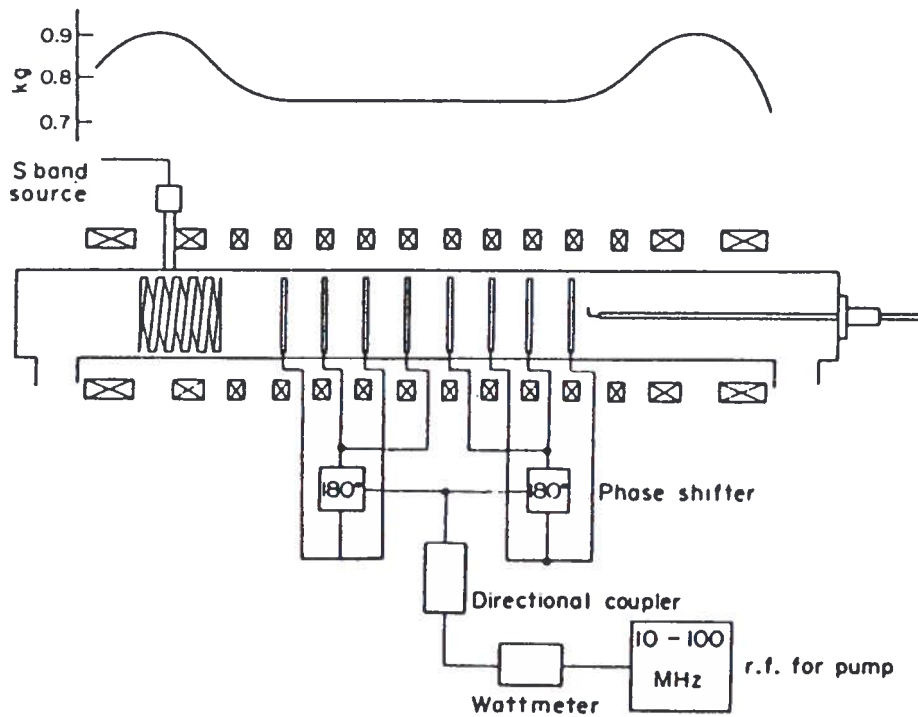 0.9
0.8
0.7
kg
S band
source
180°
180°
Phase shifter
Directional coupler
10 - 100
MHz
r.f. for pump
Wattmeter